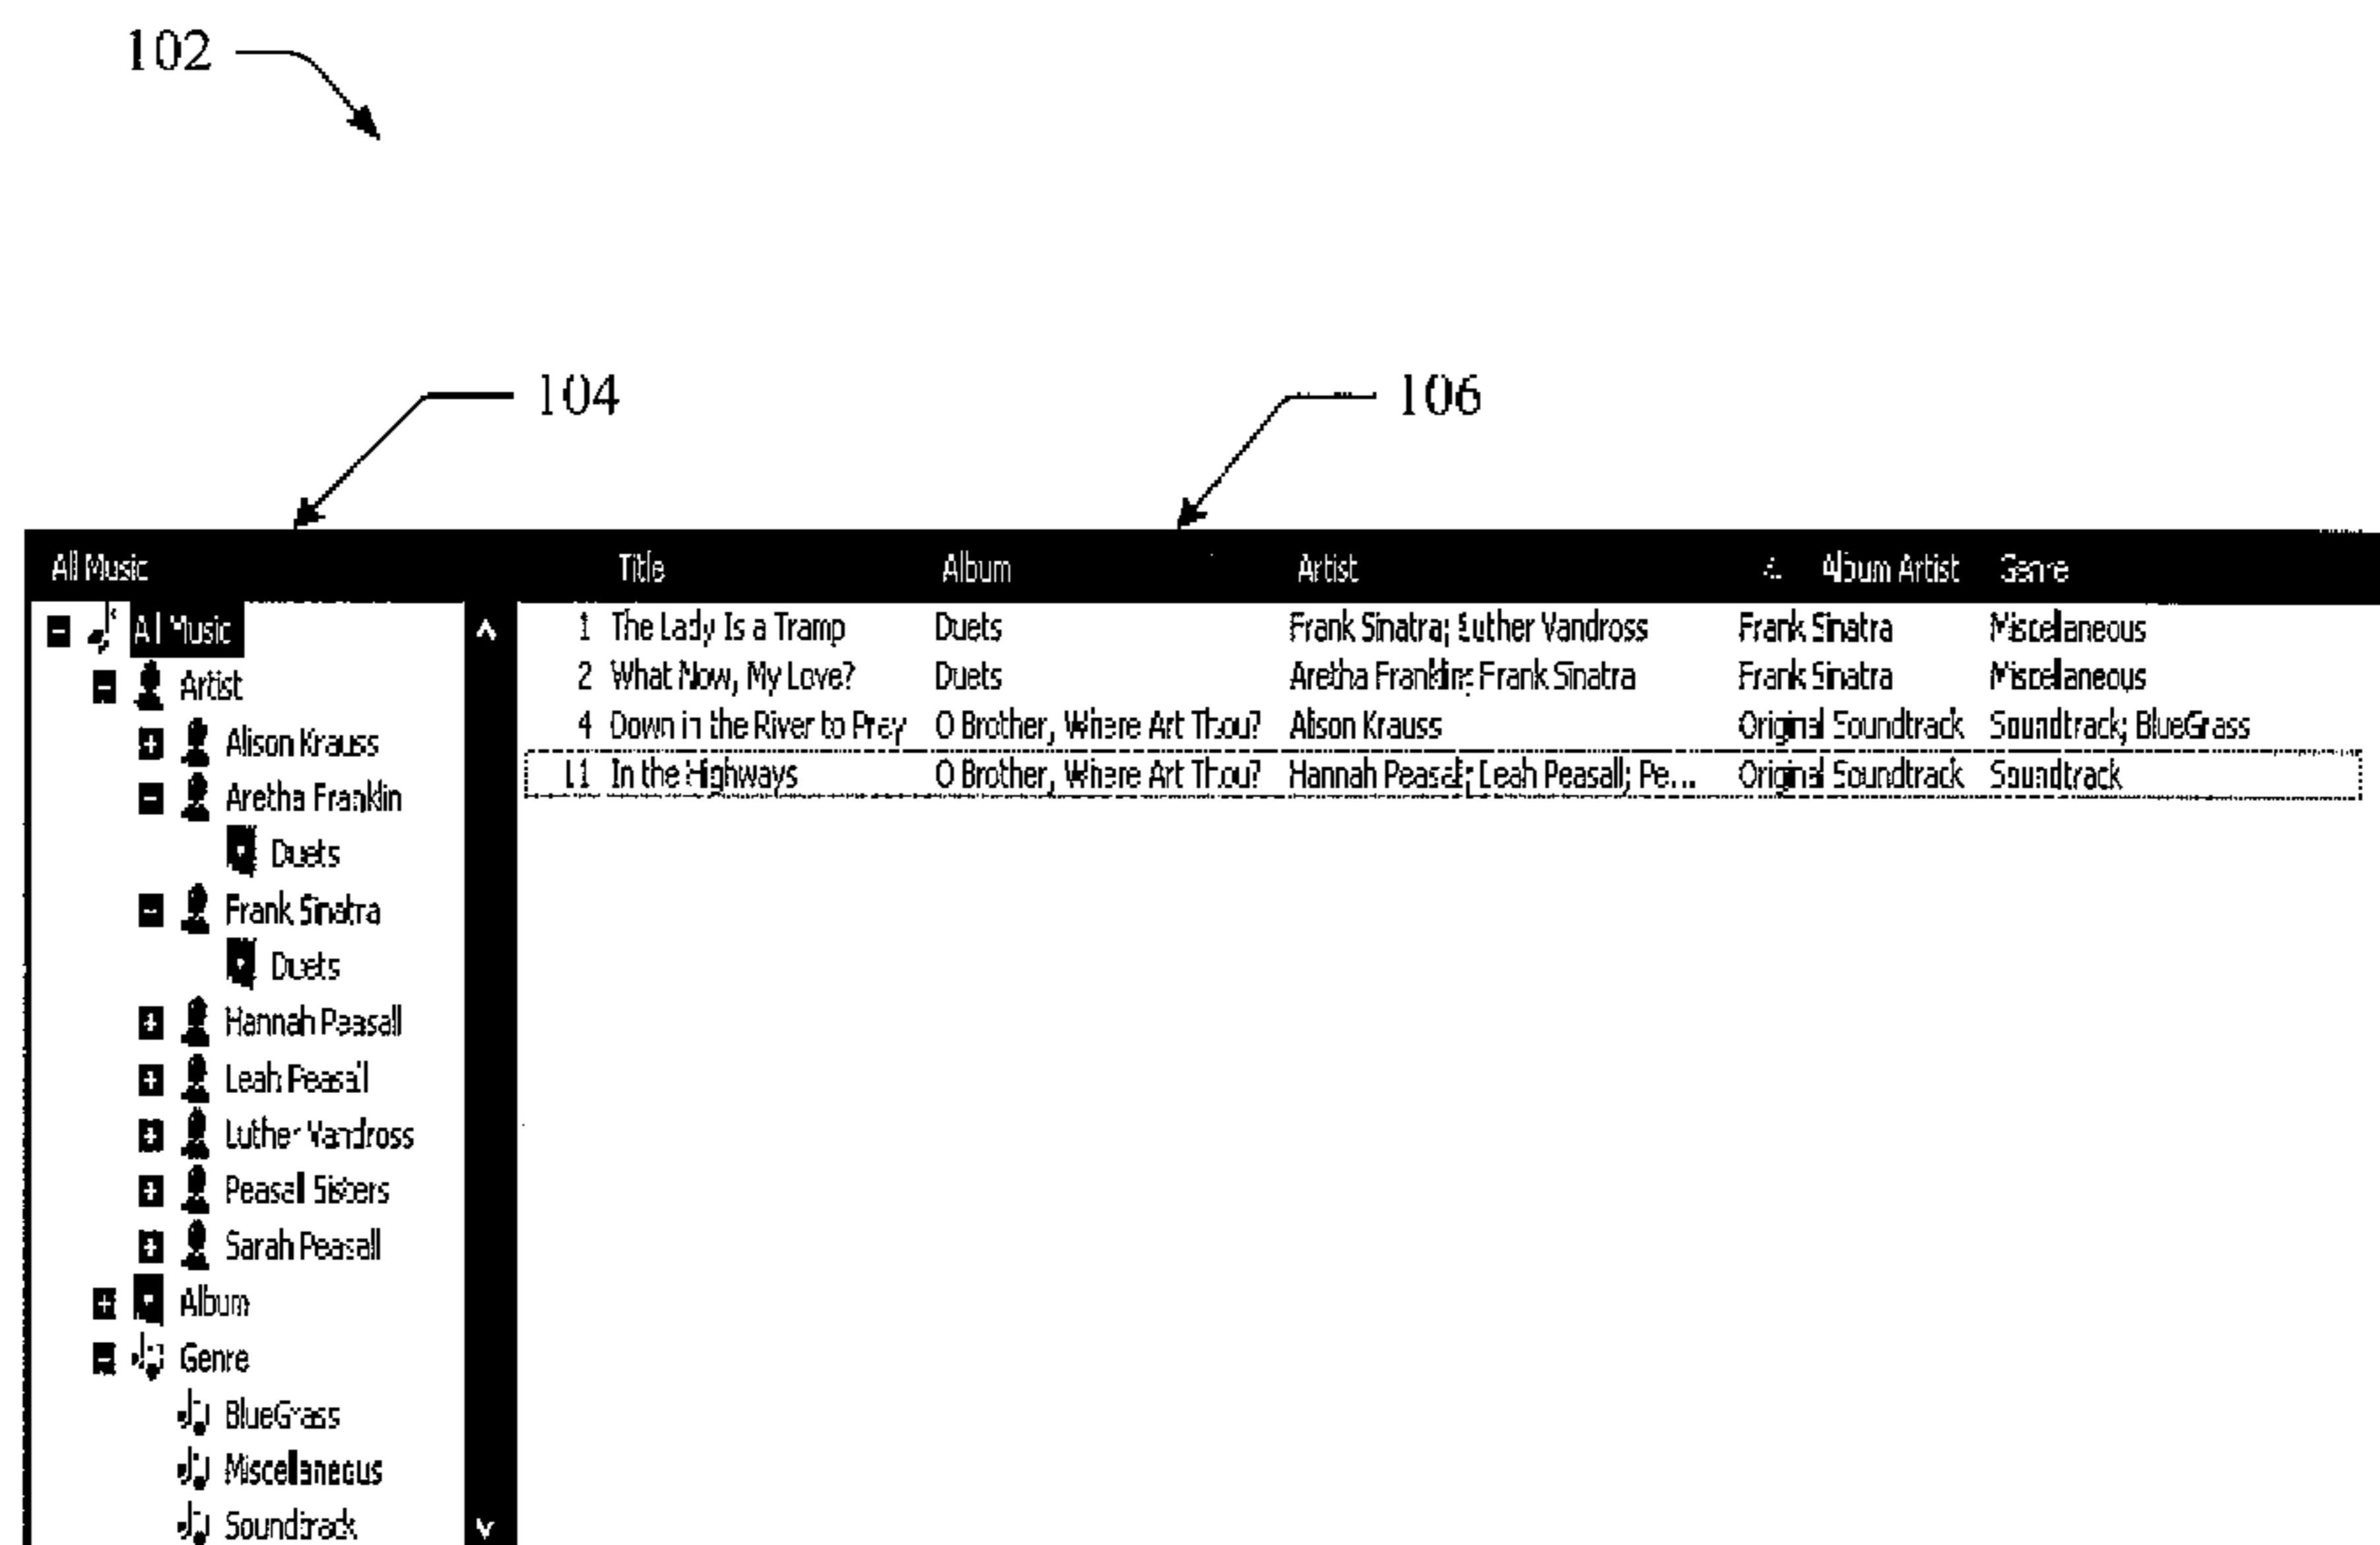 102
104
106
All Music Title Album Artist Album Artist Genre
All Music
Artist
Alison Krauss
Aretha Franklin
Duets
Frank Sinatra
Duets
Hannah Peasall
Leah Peasall
Luther Vandross
Peasall Sisters
Sarah Peasall
Album
Genre
BlueGrass
Miscellaneous
Soundtrack
1 The Lady Is a Tramp Duets Frank Sinatra; Luther Vandross Frank Sinatra Miscellaneous
2 What Now, My Love? Duets Aretha Franklin; Frank Sinatra Frank Sinatra Miscellaneous
4 Down in the River to Pray O Brother, Where Art Thou? Alison Krauss Original Soundtrack Soundtrack; BlueGrass
11 In the Highways O Brother, Where Art Thou? Hannah Peasall; Leah Peasall; Pe... Original Soundtrack Soundtrack